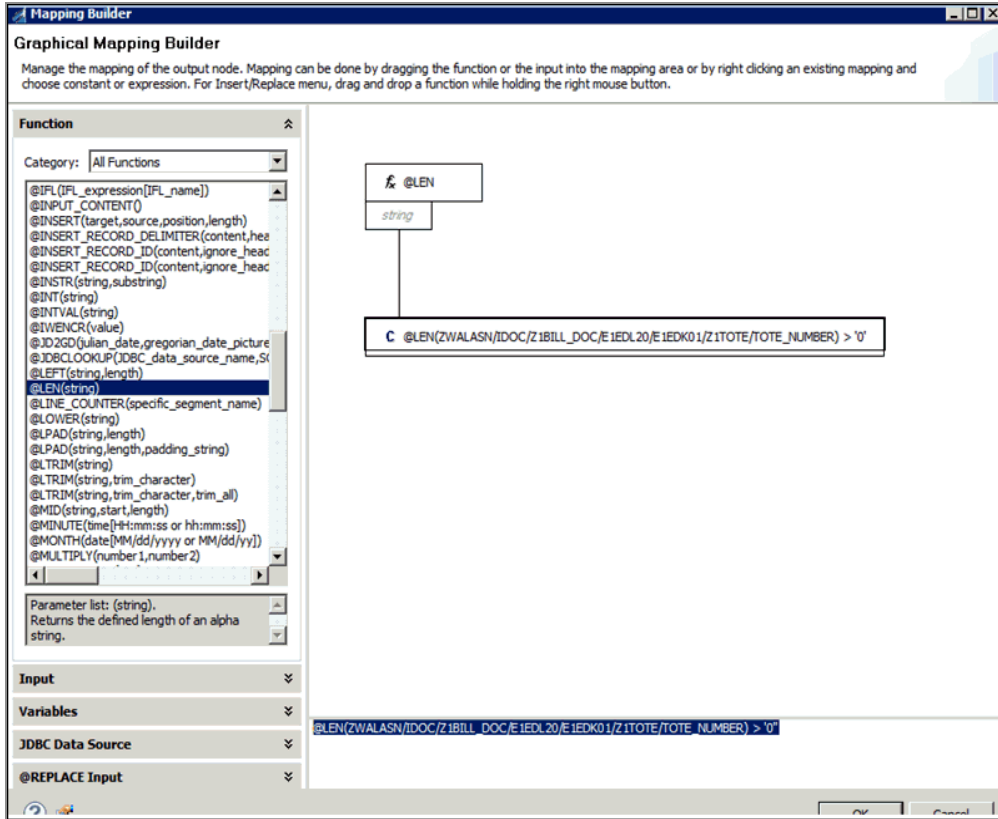 Mapping Builder
Graphical Mapping Builder
Manage the mapping of the output node. Mapping can be done by dragging the function or the input into the mapping area or by right clicking an existing mapping and
choose constant or expression. For Insert/Replace menu, drag and drop a function while holding the right mouse button.
Function
Category: All Functions
@IFL(IFL_expression[IFL_name])
@INPUT_CONTENT()
@INSERT(target,source,position,length)
@INSERT_RECORD_DELIMITER(content,hea
@INSERT_RECORD_ID(content,ignore_head
@INSERT_RECORD_ID(content,ignore_head
@INSTR(string,substring)
@INT(string)
@INTVAL(string)
@IWENCR(value)
@JD2GD(julian_date,gregorian_date_picture
@JDBCLOOKUP(JDBC_data_source_name,SQ
@LEFT(string,length)
@LEN(string)
@LINE_COUNTER(specific_segment_name)
@LOWER(string)
@LPAD(string,length)
@LPAD(string,length,padding_string)
@LTRIM(string)
@LTRIM(string,trim_character)
@LTRIM(string,trim_character,trim_all)
@MID(string,start,length)
@MINUTE(time[HH:mm:ss or hh:mm:ss])
@MONTH(date[MM/dd/yyyy or MM/dd/yy])
@MULTIPLY(number1,number2)
Parameter list: (string).
Returns the defined length of an alpha
string.
Input
Variables
JDBC Data Source
@REPLACE Input
fx @LEN
string
C @LEN(ZWALASN/IDOC/Z1BILL_DOC/E1EDL20/E1EDK01/Z1TOTE/TOTE_NUMBER) > '0'
@LEN(ZWALASN/IDOC/Z1BILL_DOC/E1EDL20/E1EDK01/Z1TOTE/TOTE_NUMBER) > '0"
OK Cancel